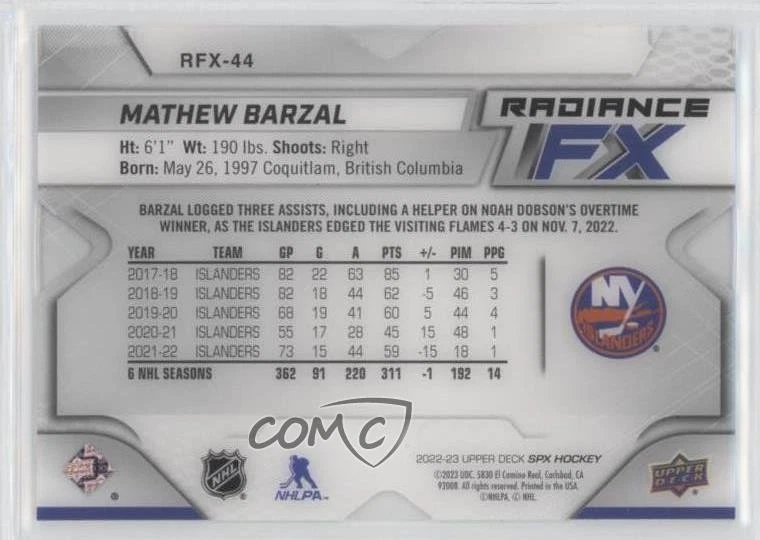 RFX-44
MATHEW BARZAL
RADIANCE
FX
Ht: 6'1" Wt: 190 lbs. Shoots: Right
Born: May 26, 1997 Coquitlam, British Columbia
BARZAL LOGGED THREE ASSISTS, INCLUDING A HELPER ON NOAH DOBSON'S OVERTIME
WINNER, AS THE ISLANDERS EDGED THE VISITING FLAMES 4-3 ON NOV. 7, 2022.
YEAR TEAM GP G A PTS +/- PIM PPG
2017-18 ISLANDERS 82 22 63 85 1 30 5
2018-19 ISLANDERS 82 18 44 62 -5 46 3
2019-20 ISLANDERS 68 19 41 60 5 44 4
2020-21 ISLANDERS 55 17 28 45 15 48 1
2021-22 ISLANDERS 73 15 44 59 -15 18 1
6 NHL SEASONS 362 91 220 311 -1 192 14
NY
ISLANDERS
®
COMC
®
NHL
NHLPA™
2022-23 UPPER DECK SPX HOCKEY
©2023 UDC. 5830 El Camino Real, Carlsbad, CA
92008. All rights reserved. Printed in the USA.
©NHLPA. © NHL.
UPPER
DECK